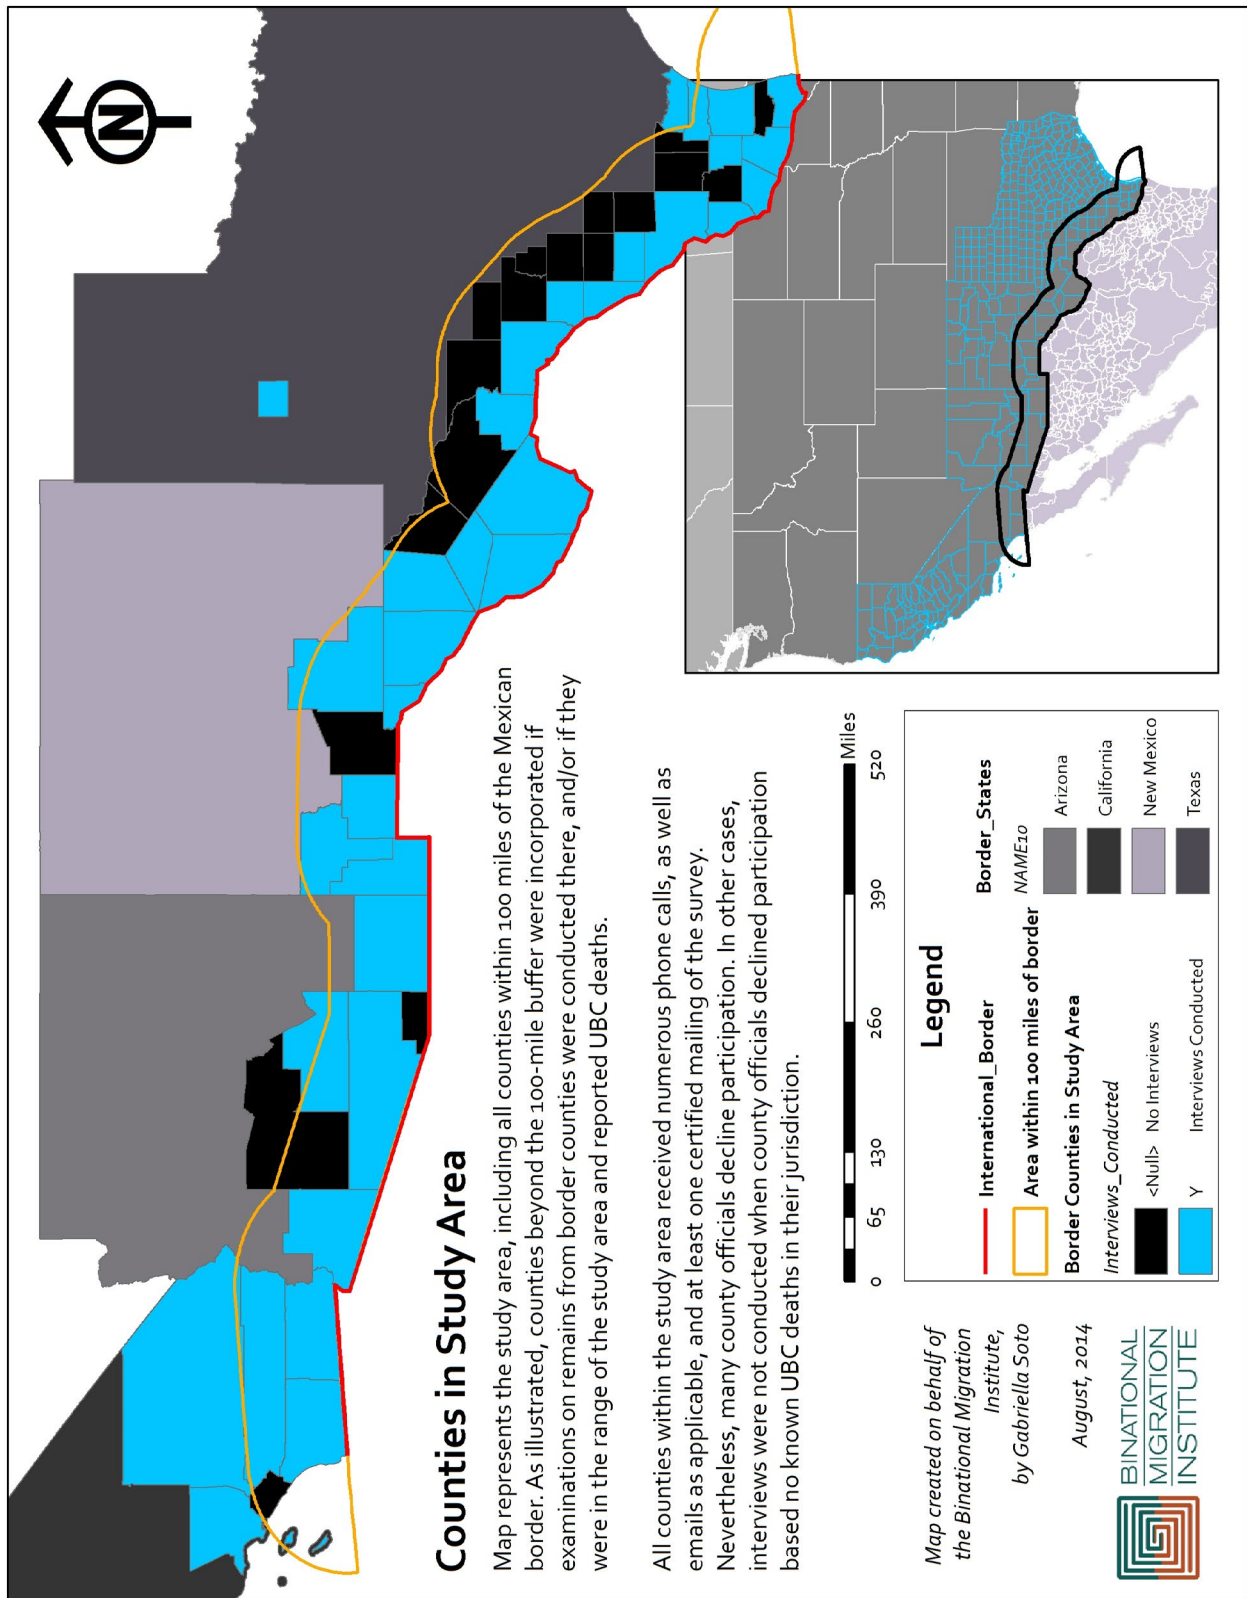 N
Counties in Study Area
Map represents the study area, including all counties within 100 miles of the Mexican
border. As illustrated, counties beyond the 100-mile buffer were incorporated if
examinations on remains from border counties were conducted there, and/or if they
were in the range of the study area and reported UBC deaths.
All counties within the study area received numerous phone calls, as well as
emails as applicable, and at least one certified mailing of the survey.
Nevertheless, many county officials decline participation. In other cases,
interviews were not conducted when county officials declined participation
based no known UBC deaths in their jurisdiction.
Miles
0 65 130 260 390 520
Map created on behalf of
the Binational Migration
Institute,
by Gabriella Soto
August, 2014
BINATIONAL
MIGRATION
INSTITUTE
Legend
International_Border
Area within 100 miles of border
Border Counties in Study Area
Interviews_Conducted
<Null> No Interviews
Y Interviews Conducted
Border_States
NAME10
Arizona
California
New Mexico
Texas